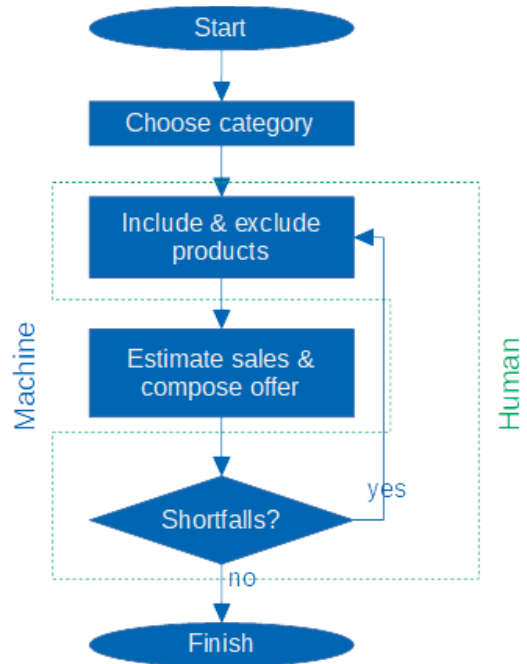 Start
Choose category
Include & exclude
products
Machine
Human
Estimate sales &
compose offer
yes
Shortfalls?
no
Finish